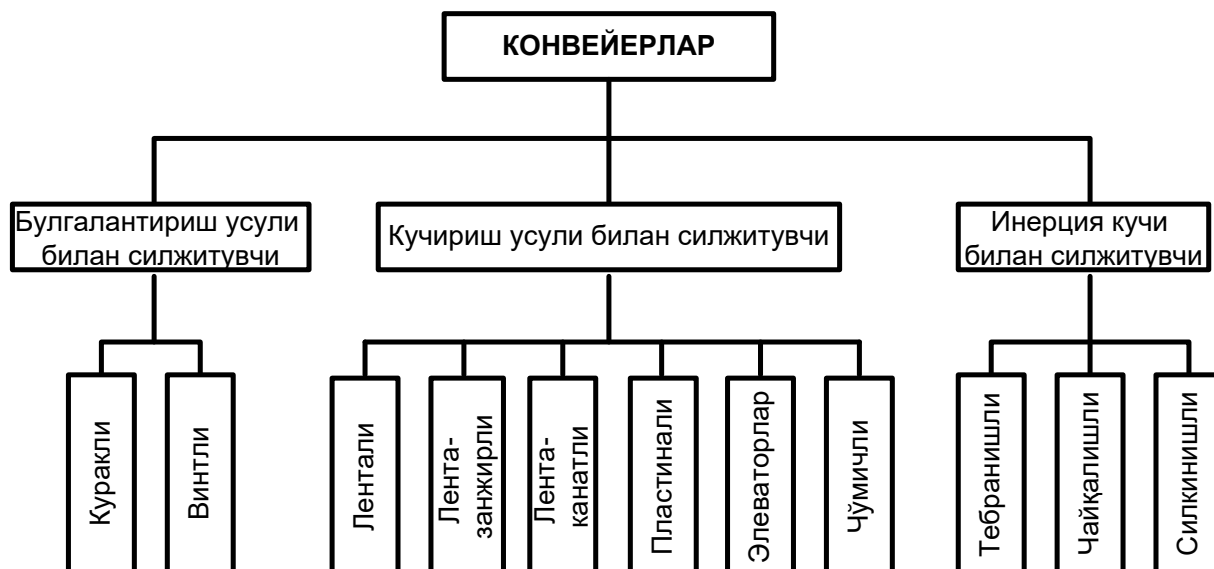 КОНВЕЙЕРЛАР
Булгалантириш усули
билан силжитувчи
Кучириш усули билан силжитувчи
Инерция кучи
билан силжитувчи
Куракли
Винтли
Лентали
Лента-
занжирли
Лента-
канатли
Пластинали
Элеваторлар
Чўмичли
Тебранишли
Чайқалишли
Силкинишли